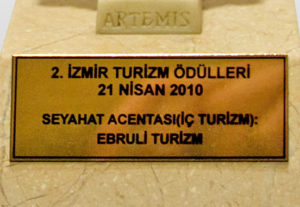 ARTEMIS
2. İZMİR TURİZM ÖDÜLLERİ
21 NİSAN 2010
SEYAHAT ACENTASI(İÇ TURİZM):
EBRULİ TURİZM